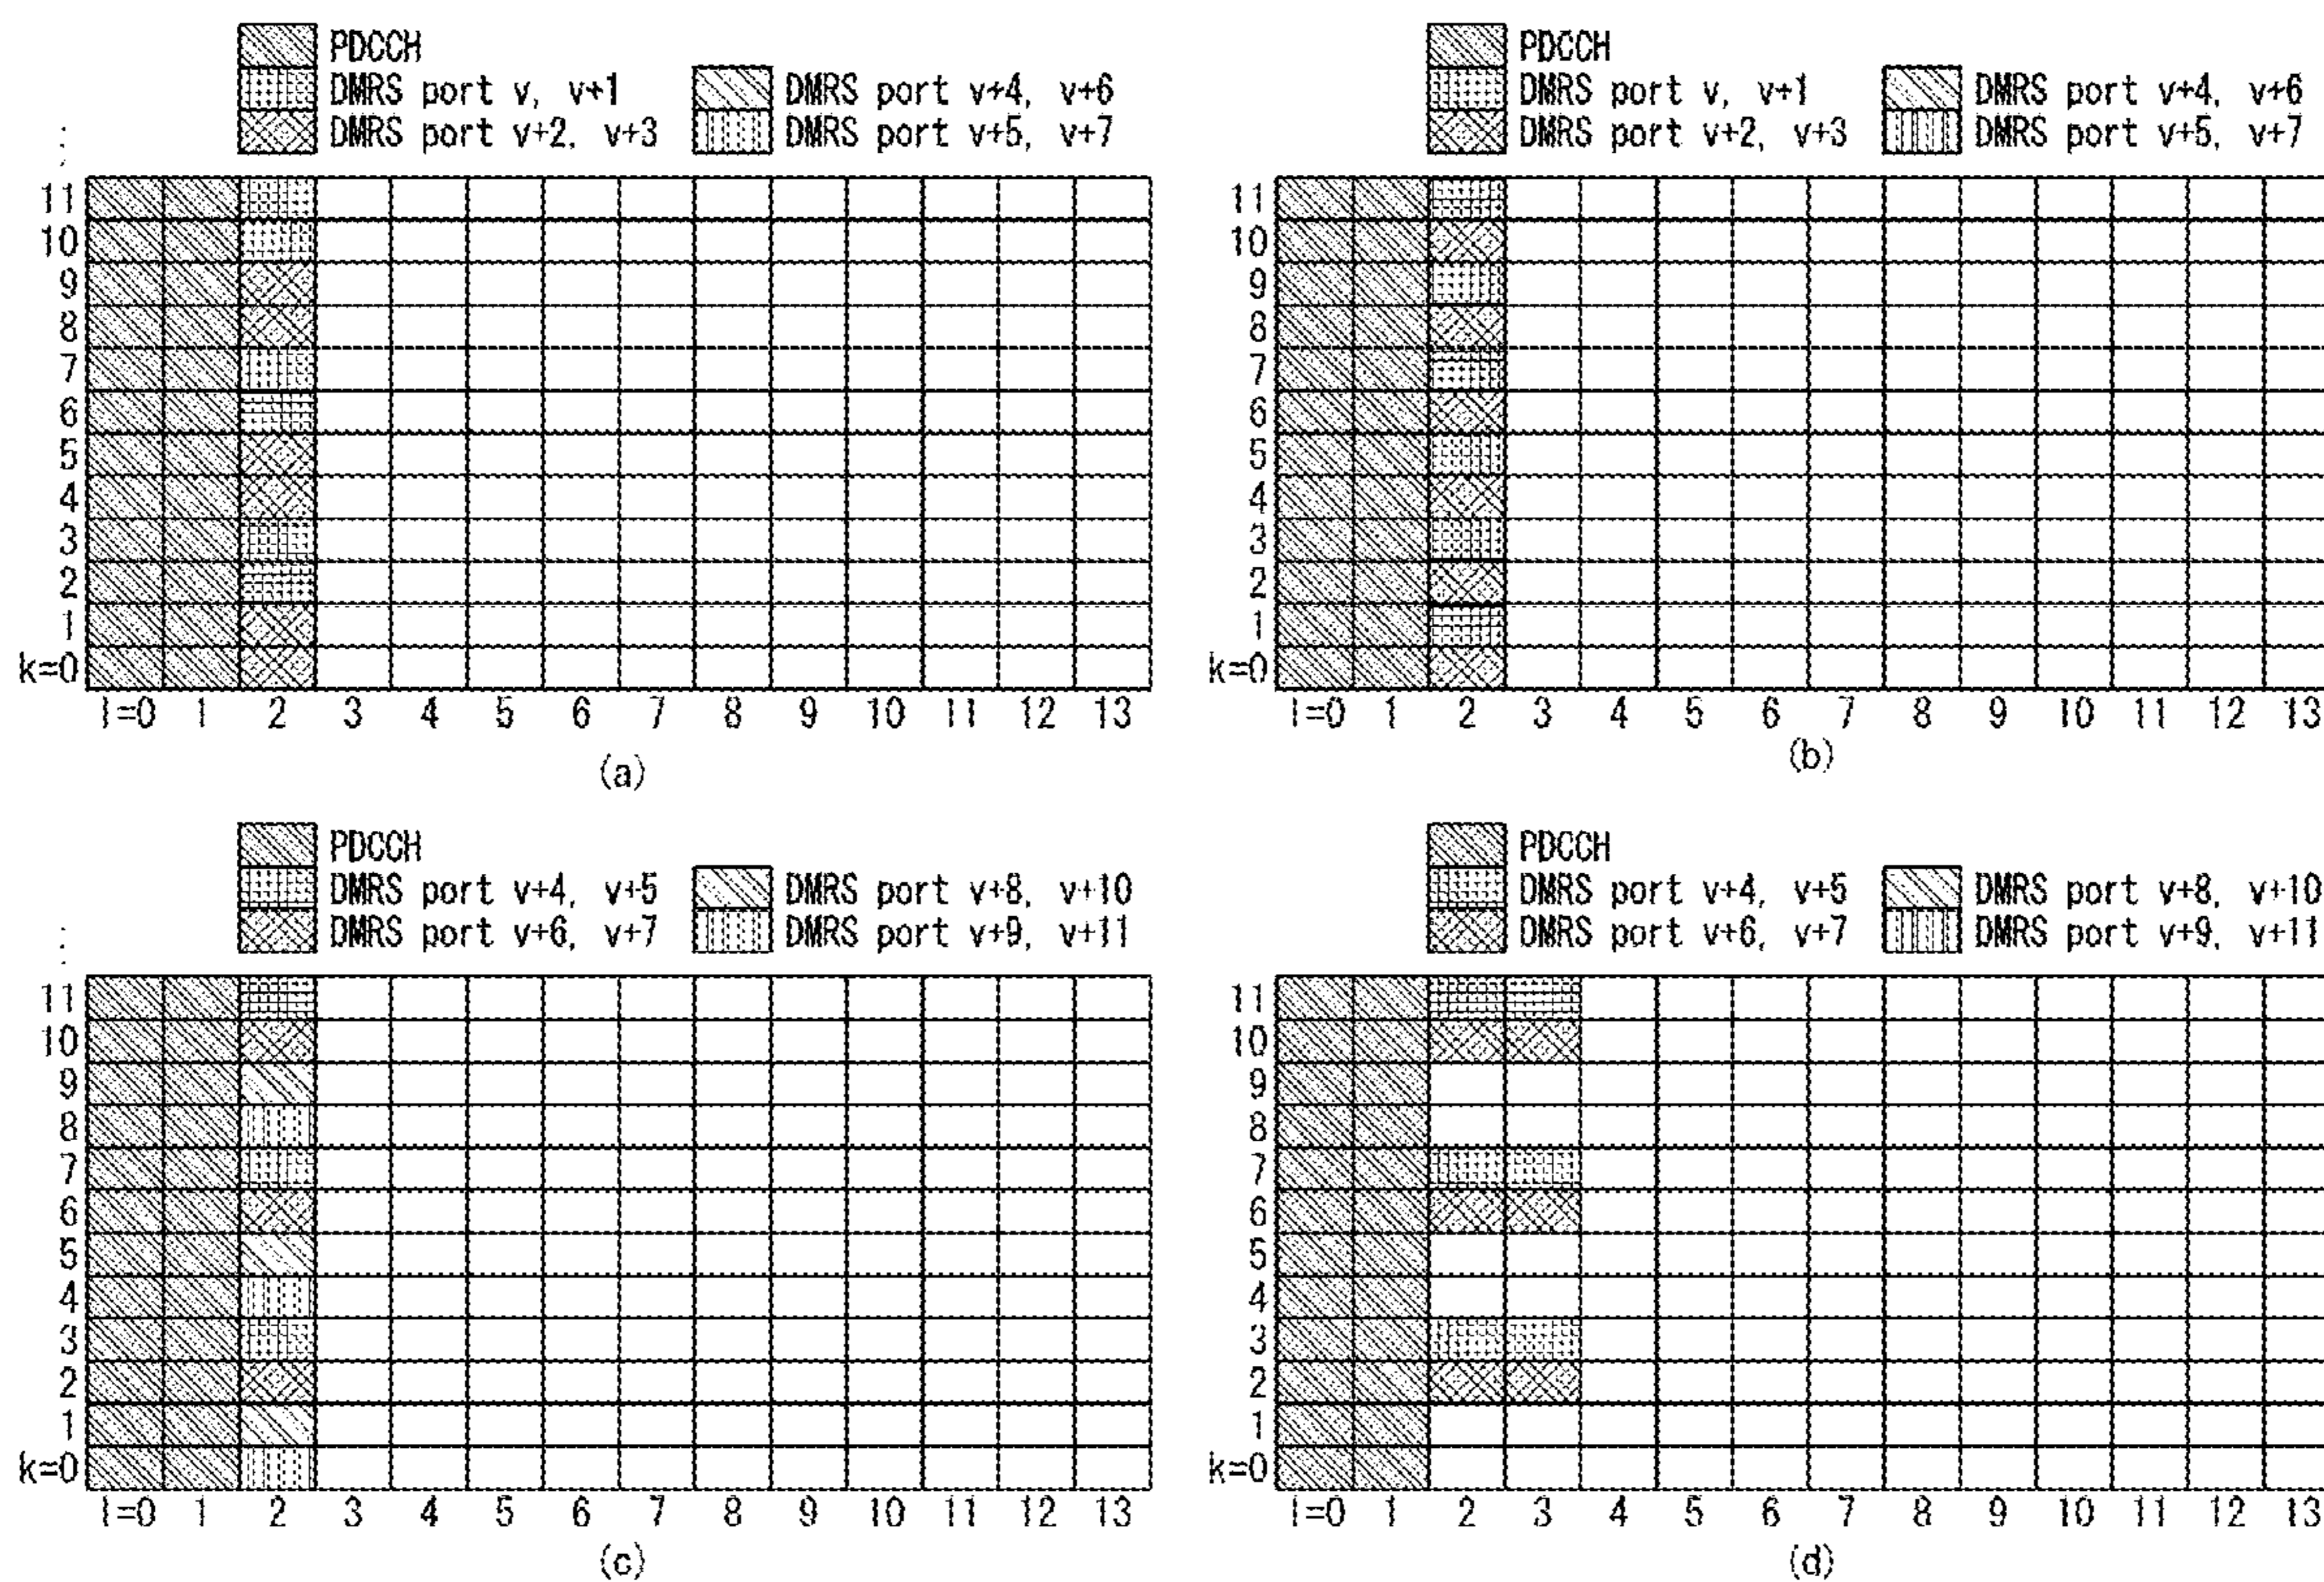 PDCCH
DMRS port v, v+1
DMRS port v+4, v+6
DMRS port v+2, v+3
DMRS port v+5, v+7
11
10
9
8
7
6
5
4
3
2
1
k=0
l=0 1 2 3 4 5 6 7 8 9 10 11 12 13
(a)
PDCCH
DMRS port v, v+1
DMRS port v+4, v+6
DMRS port v+2, v+3
DMRS port v+5, v+7
11
10
9
8
7
6
5
4
3
2
1
k=0
l=0 1 2 3 4 5 6 7 8 9 10 11 12 13
(b)
PDCCH
DMRS port v+4, v+5
DMRS port v+8, v+10
DMRS port v+6, v+7
DMRS port v+9, v+11
11
10
9
8
7
6
5
4
3
2
1
k=0
l=0 1 2 3 4 5 6 7 8 9 10 11 12 13
(c)
PDCCH
DMRS port v+4, v+5
DMRS port v+8, v+10
DMRS port v+6, v+7
DMRS port v+9, v+11
11
10
9
8
7
6
5
4
3
2
1
k=0
l=0 1 2 3 4 5 6 7 8 9 10 11 12 13
(d)